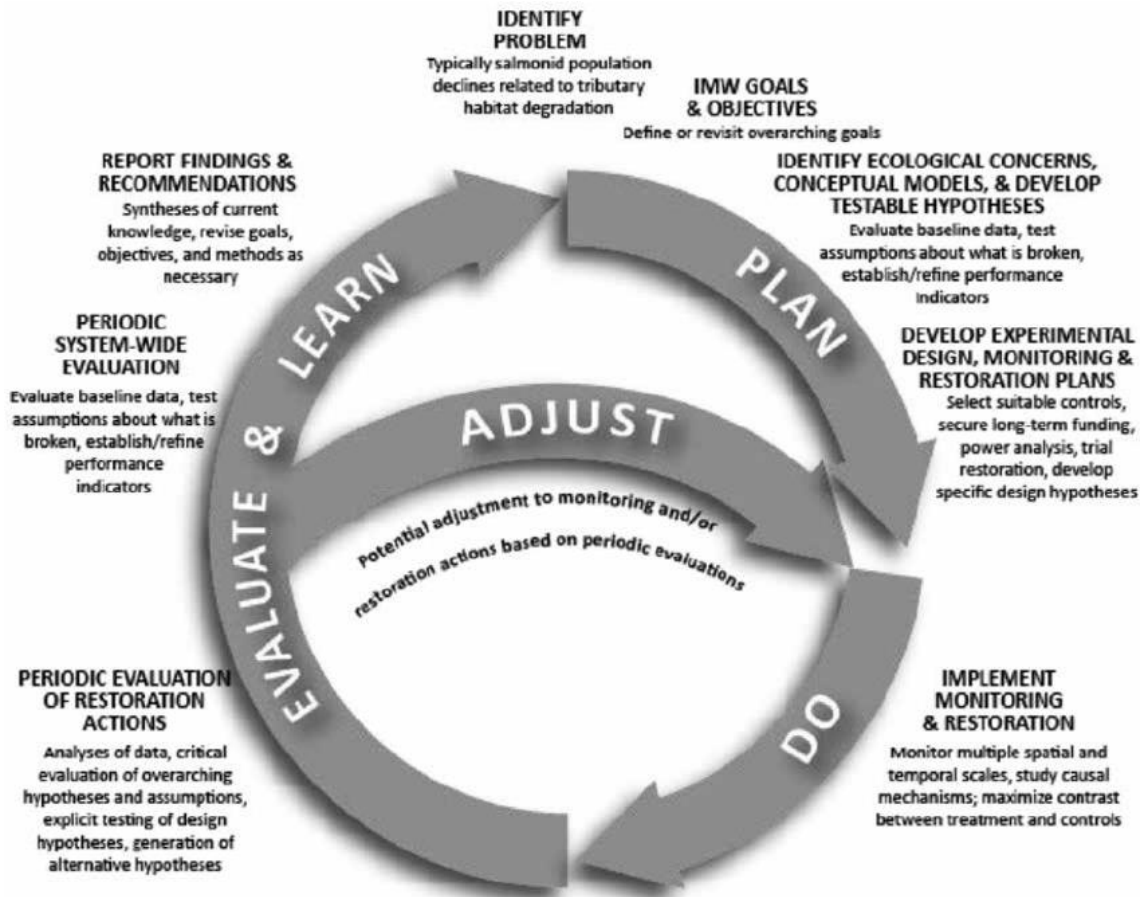 IDENTIFY
PROBLEM
Typically salmonid population
declines related to tributary
habitat degradation
IMW GOALS
& OBJECTIVES
Define or revisit overarching goals
IDENTIFY ECOLOGICAL CONCERNS,
CONCEPTUAL MODELS, & DEVELOP
TESTABLE HYPOTHESES
Evaluate baseline data, test
assumptions about what is broken,
establish/refine performance
Indicators
DEVELOP EXPERIMENTAL
DESIGN, MONITORING &
RESTORATION PLANS
Select suitable controls,
secure long-term funding,
power analysis, trial
restoration, develop
specific design hypotheses
IMPLEMENT
MONITORING
& RESTORATION
Monitor multiple spatial and
temporal scales, study causal
mechanisms; maximize contrast
between treatment and controls
PERIODIC EVALUATION
OF RESTORATION
ACTIONS
Analyses of data, critical
evaluation of overarching
hypotheses and assumptions,
explicit testing of design
hypotheses, generation of
alternative hypotheses
PERIODIC
SYSTEM-WIDE
EVALUATION
Evaluate baseline data, test
assumptions about what is
broken, establish/refine
performance
indicators
REPORT FINDINGS &
RECOMMENDATIONS
Syntheses of current
knowledge, revise goals,
objectives, and methods as
necessary
PLAN
DO
EVALUATE & LEARN
ADJUST
Potential adjustment to monitoring and/or
restoration actions based on periodic evaluations